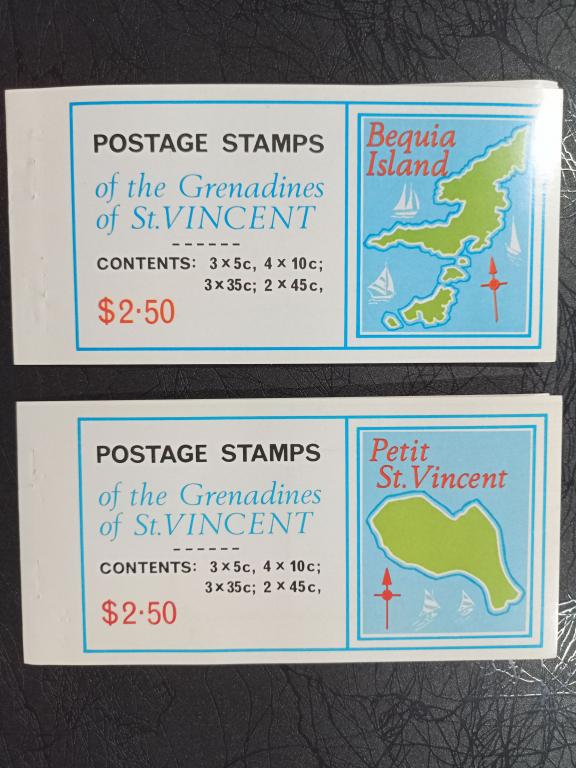 POSTAGE STAMPS
of the Grenadines
of St.VINCENT
CONTENTS: 3×5c, 4×10c;
3×35c; 2×45c,
$2·50
Bequia
Island
POSTAGE STAMPS
of the Grenadines
of St.VINCENT
CONTENTS: 3×5c, 4×10c;
3×35c; 2×45c,
$2·50
Petit
St.Vincent